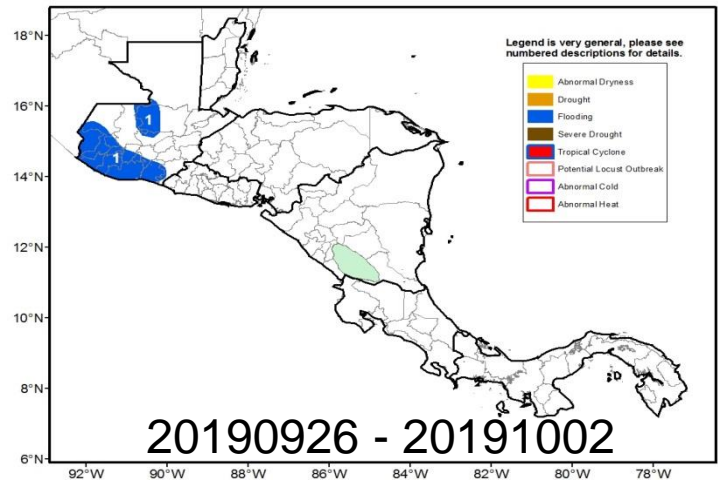 18°N
16°N
14°N
12°N
10°N
8°N
6°N
92°W 90°W 88°W 86°W 84°W 82°W 80°W 78°W
1
1
Legend is very general, please see
numbered descriptions for details.
Abnormal Dryness
Drought
Flooding
Severe Drought
Tropical Cyclone
Potential Locust Outbreak
Abnormal Cold
Abnormal Heat
20190926 - 20191002